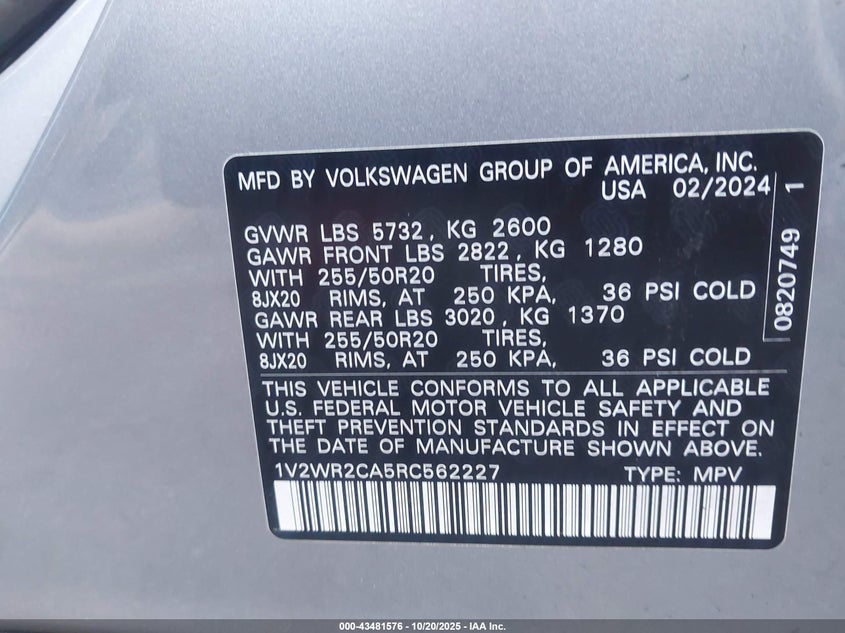 MFD BY VOLKSWAGEN GROUP OF AMERICA, INC.
USA 02/2024
GVWR LBS 5732, KG 2600
GAWR FRONT LBS 2822, KG 1280
WITH 255/50R20 TIRES,
8JX20 RIMS, AT 250 KPA, 36 PSI COLD
GAWR REAR LBS 3020, KG 1370
WITH 255/50R20 TIRES,
8JX20 RIMS, AT 250 KPA, 36 PSI COLD
THIS VEHICLE CONFORMS TO ALL APPLICABLE
U.S. FEDERAL MOTOR VEHICLE SAFETY AND
THEFT PREVENTION STANDARDS IN EFFECT ON
THE DATE OF MANUFACTURE SHOWN ABOVE.
1V2WR2CA5RC562227 TYPE: MPV
0820749 1
000-43481576 - 10/20/2025 - IAA Inc.